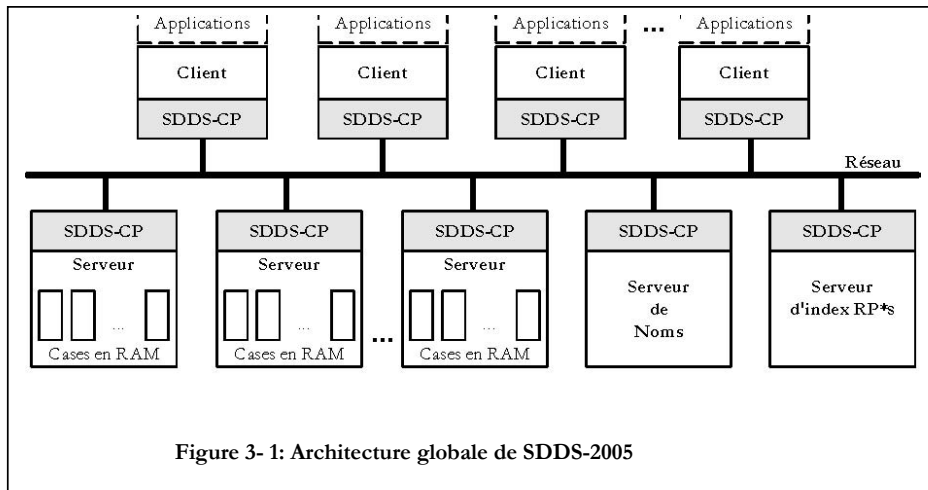 Applications
Applications
Applications
...
Applications
Client
Client
Client
Client
SDDS-CP
SDDS-CP
SDDS-CP
SDDS-CP
Réseau
SDDS-CP
SDDS-CP
SDDS-CP
SDDS-CP
SDDS-CP
Serveur
...
Cases en RAM
Serveur
...
Cases en RAM
...
Serveur
...
Cases en RAM
Serveur
de
Noms
Serveur
d'index RP*s
Figure 3- 1: Architecture globale de SDDS-2005